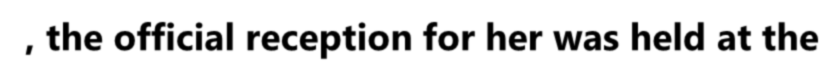 , the official reception for her was held at the